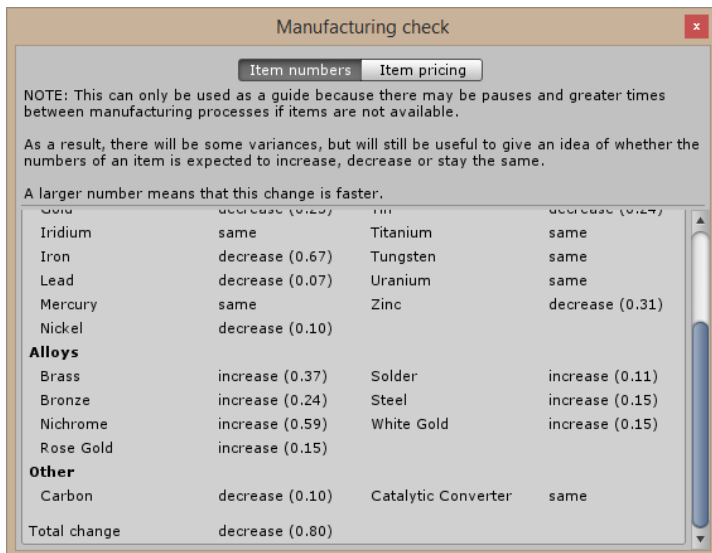 Manufacturing check
x
Item numbers Item pricing
NOTE: This can only be used as a guide because there may be pauses and greater times
between manufacturing processes if items are not available.
As a result, there will be some variances, but will still be useful to give an idea of whether the
numbers of an item is expected to increase, decrease or stay the same.
A larger number means that this change is faster.
Iridium same Titanium same
Iron decrease (0.67) Tungsten same
Lead decrease (0.07) Uranium same
Mercury same Zinc decrease (0.31)
Nickel decrease (0.10)
Alloys
Brass increase (0.37) Solder increase (0.11)
Bronze increase (0.24) Steel increase (0.15)
Nichrome increase (0.59) White Gold increase (0.15)
Rose Gold increase (0.15)
Other
Carbon decrease (0.10) Catalytic Converter same
Total change decrease (0.80)